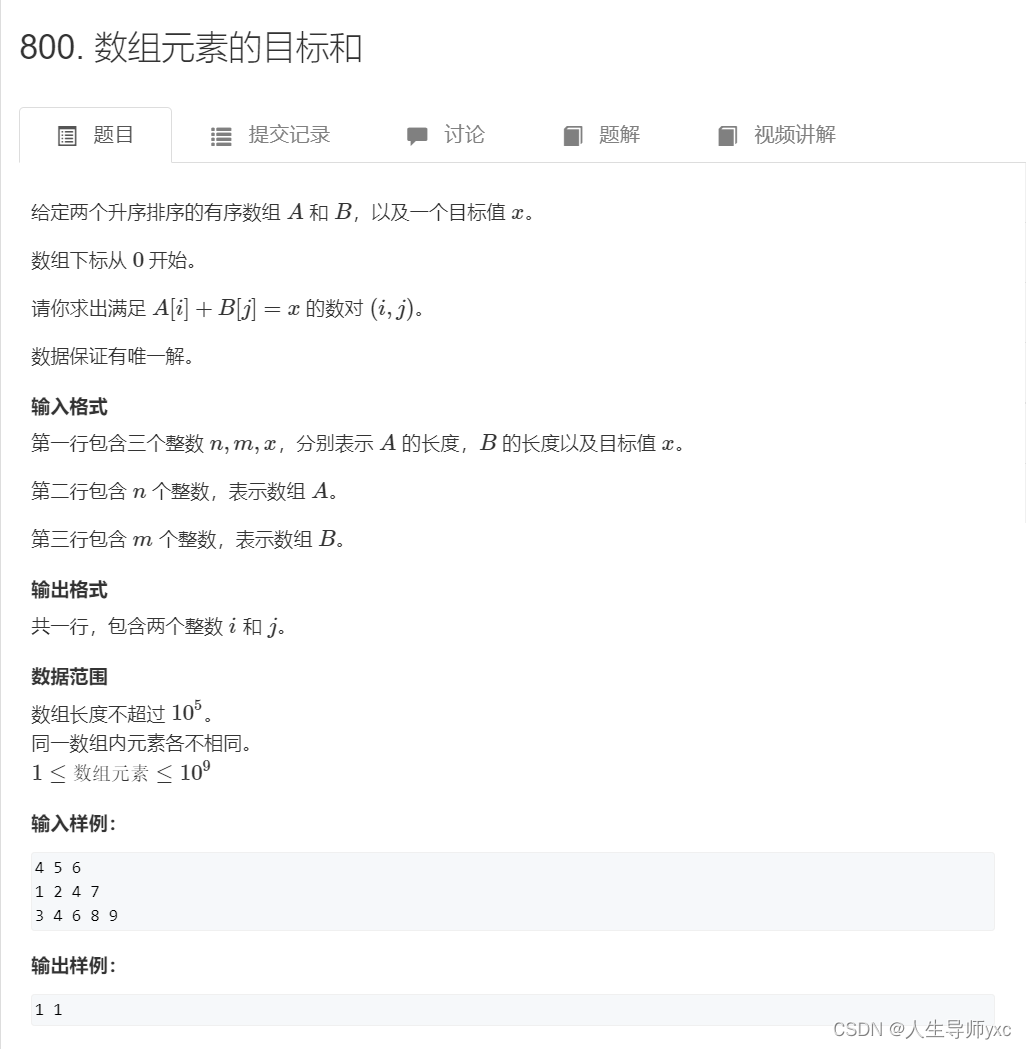 800. 数组元素的目标和
题目 提交记录 讨论 题解 视频讲解
给定两个升序排序的有序数组 A 和 B，以及一个目标值 x。
数组下标从 0 开始。
请你求出满足 A[i] + B[j] = x 的数对 (i, j)。
数据保证有唯一解。
输入格式
第一行包含三个整数 n, m, x，分别表示 A 的长度，B 的长度以及目标值 x。
第二行包含 n 个整数，表示数组 A。
第三行包含 m 个整数，表示数组 B。
输出格式
共一行，包含两个整数 i 和 j。
数据范围
数组长度不超过 10⁵。
同一数组内元素各不相同。
1 ≤ 数组元素 ≤ 10⁹
输入样例：
4 5 6
1 2 4 7
3 4 6 8 9
输出样例：
1 1
CSDN @人生导师yxc